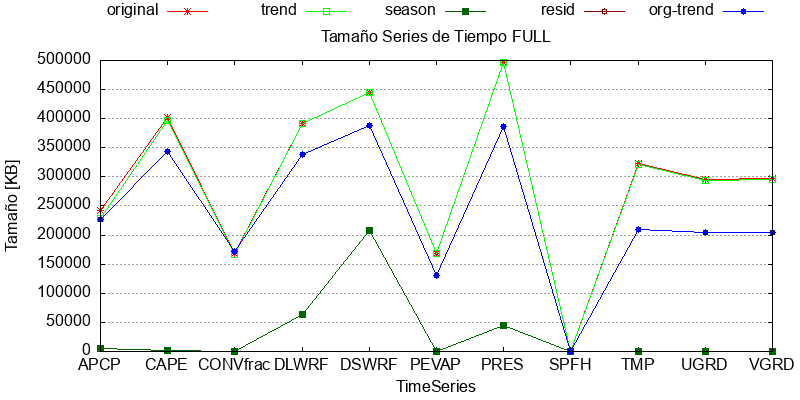 original trend season resid org-trend
Tamaño Series de Tiempo FULL
500000
450000
400000
350000
300000
250000
200000
150000
100000
50000
0
Tamaño [KB]
APCP CAPE CONVfrac DLWRF DSWRF PEVAP PRES SPFH TMP UGRD VGRD
TimeSeries